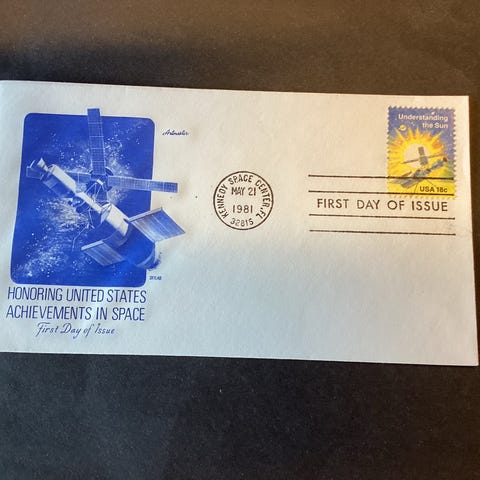 Artmaster
Understanding
the Sun
USA 18c
KENNEDY SPACE CENTER, FL
MAY 21
1981
32815
FIRST DAY OF ISSUE
SKYLAB
HONORING UNITED STATES
ACHIEVEMENTS IN SPACE
First Day of Issue